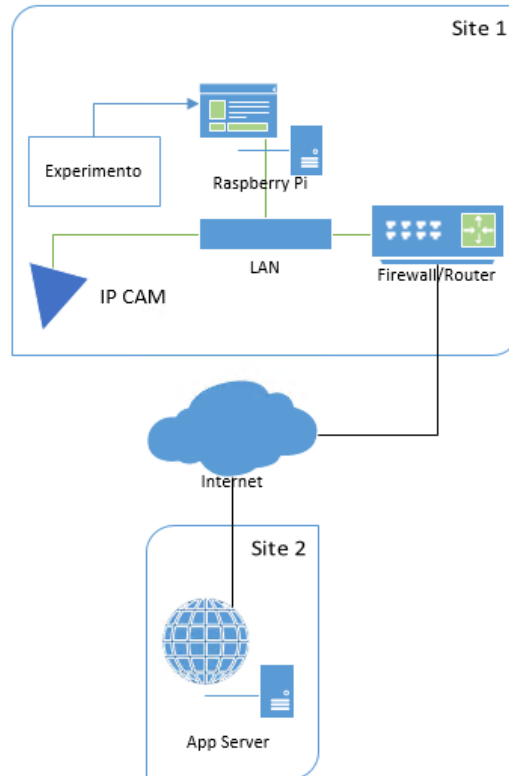 Site 1
Experimento
Raspberry Pi
LAN
Firewall/Router
IP CAM
Internet
Site 2
App Server